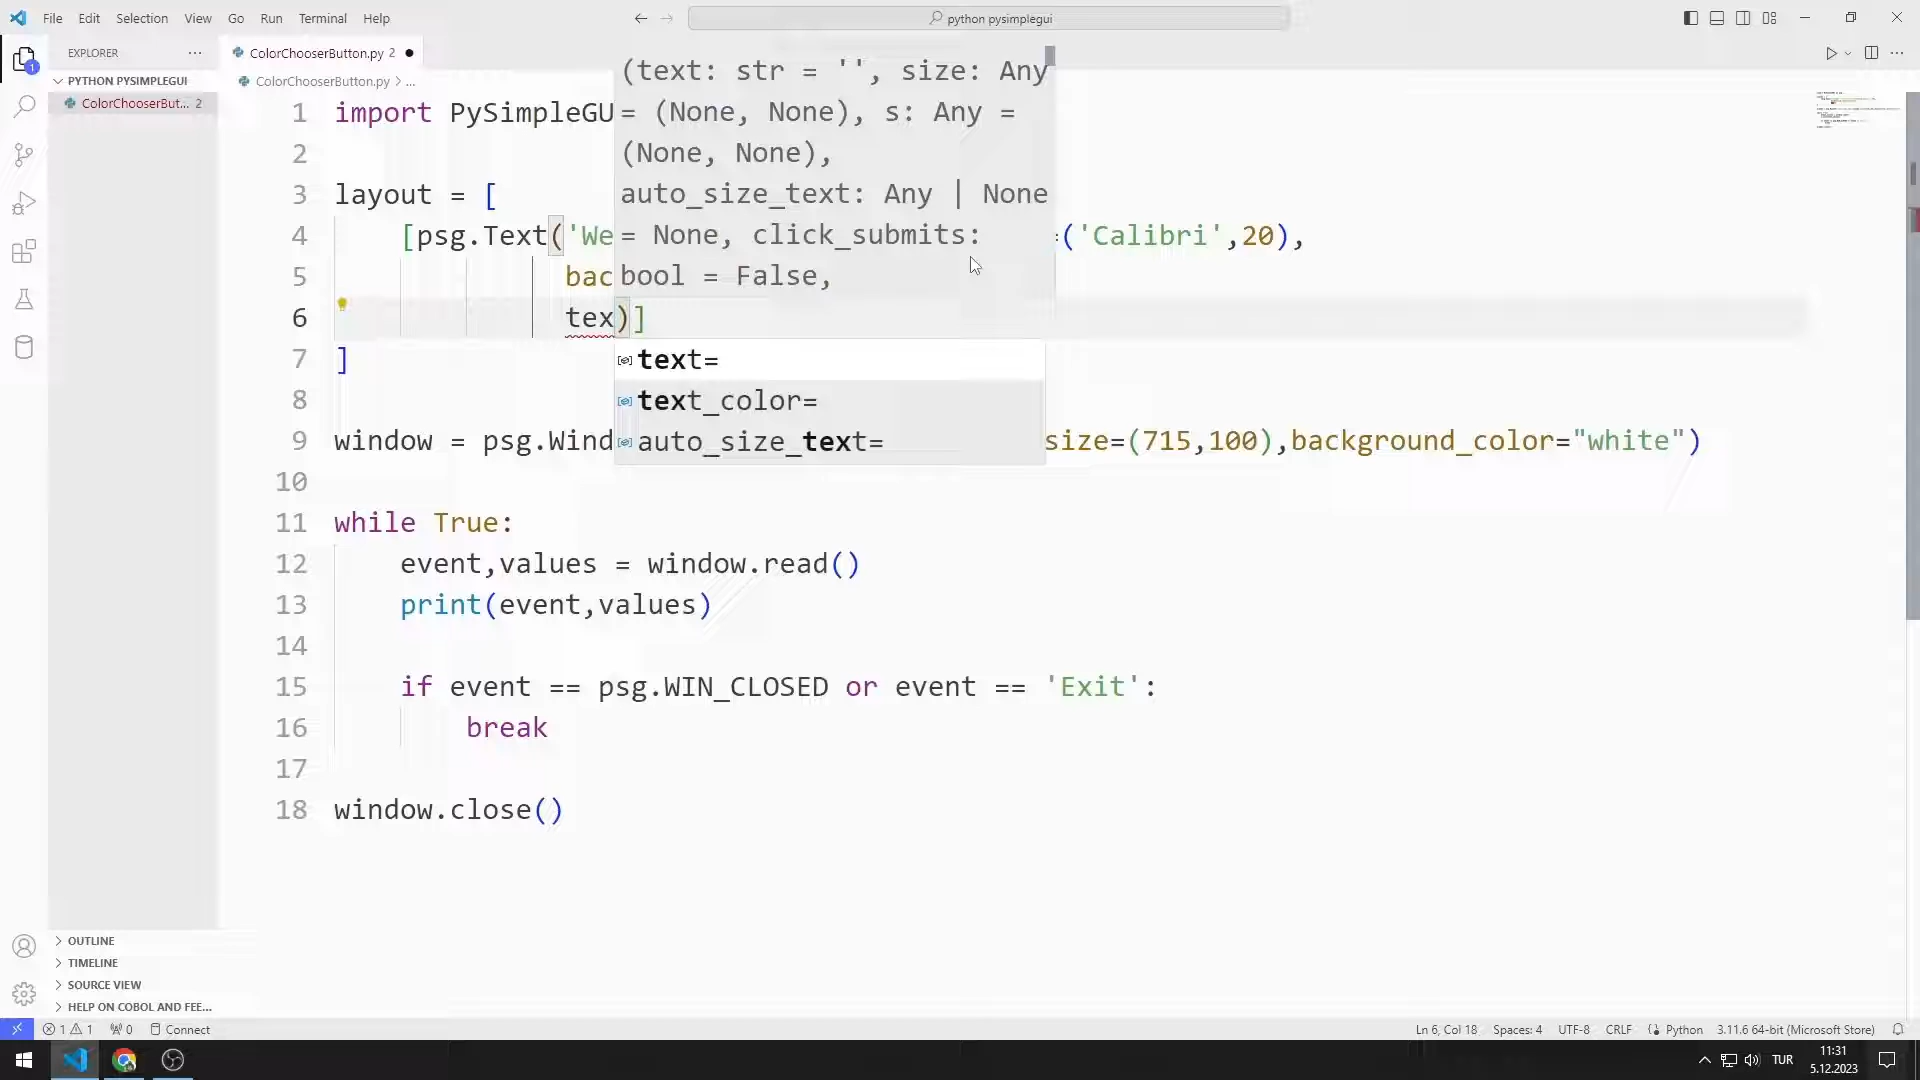 File Edit Selection View Go Run Terminal Help
python pysimplegui
EXPLORER
ColorChooserButton.py 2
PYTHON PYSIMPLEGUI
ColorChooserButton.py > ...
ColorChooserBut... 2
(text: str = '', size: Any
= (None, None), s: Any =
(None, None),
auto_size_text: Any | None
= None, click_submits:
bool = False,
1 import PySimpleGU
2
3 layout = [
4 [psg.Text('We =('Calibri',20),
5 bac
6 tex)]
7 ]
text=
text_color=
auto_size_text=
8
9 window = psg.Wind size=(715,100),background_color="white")
10
11 while True:
12 event,values = window.read()
13 print(event,values)
14
15 if event == psg.WIN_CLOSED or event == 'Exit':
16 break
17
18 window.close()
OUTLINE
TIMELINE
SOURCE VIEW
HELP ON COBOL AND FEE...
1 1 0 Connect
Ln 6, Col 18 Spaces: 4 UTF-8 CRLF Python 3.11.6 64-bit (Microsoft Store)
TUR
11:31
5.12.2023
1